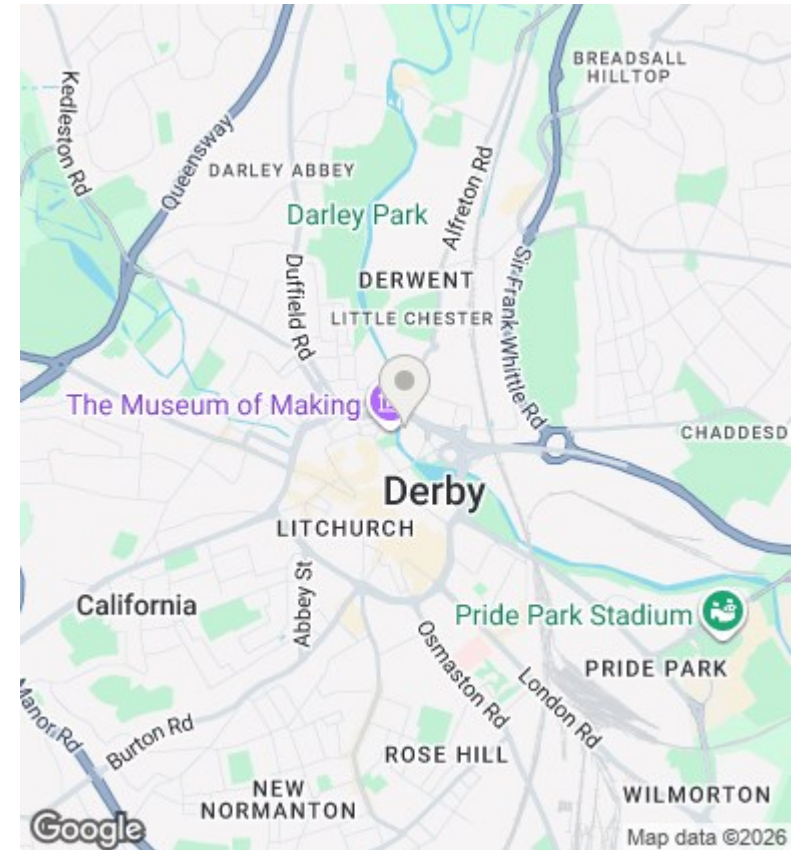 BREADSALL
HILLTOP
Kedleston Rd
Queensway
DARLEY ABBEY
Alfreton Rd
Darley Park
Duffield Rd
DERWENT
Sir Frank Whittle Rd
LITTLE CHESTER
The Museum of Making
CHADDESD
Derby
LITCHURCH
Abbey St
California
Pride Park Stadium
Osmaston Rd
PRIDE PARK
London Rd
Manor Rd
Burton Rd
ROSE HILL
NEW
NORMANTON
WILMORTON
Google
Map data ©2026